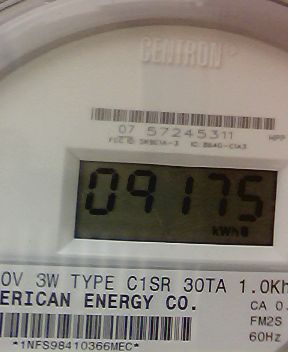 CENTRON®
07 57245311
09175
kWh
0V 3W TYPE C1SR 30TA 1.0Kh
ERICAN ENERGY CO.
CA 0.
FM2S
60Hz
*1NFS98410366MEC*